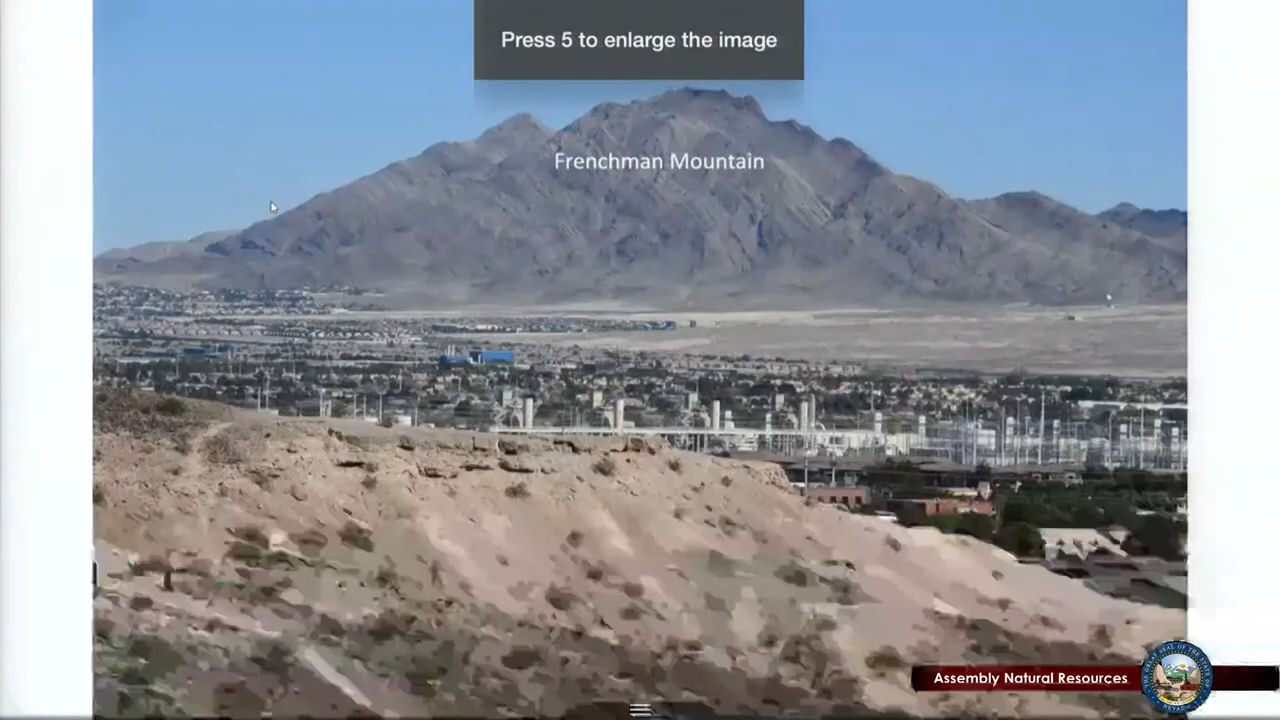 Press 5 to enlarge the image
Frenchman Mountain
Assembly Natural Resources